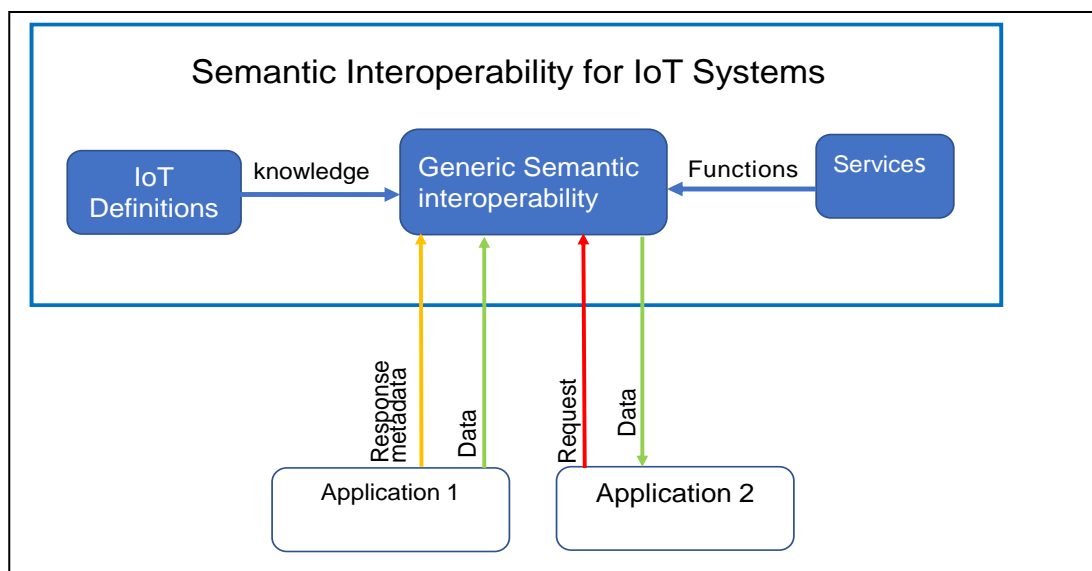 Semantic Interoperability for IoT Systems
IoT
Definitions
knowledge
Generic Semantic
interoperability
Functions
Services
Response
metadata
Data
Request
Data
Application 1
Application 2